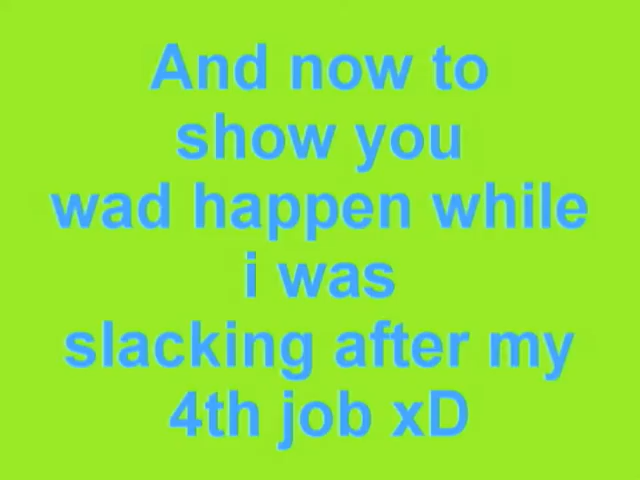 And now to
show you
wad happen while
i was
slacking after my
4th job xD